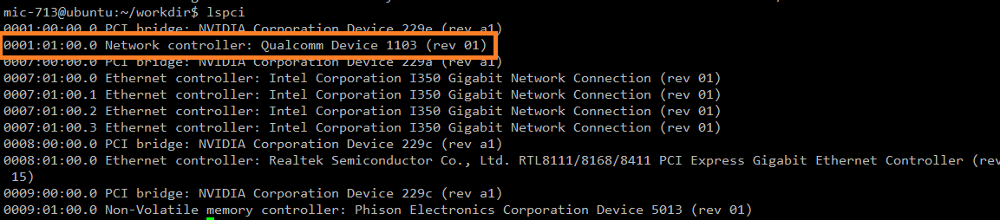 mic-713@ubuntu:~/workdir$ lspci
0001:00:00.0 PCI bridge: NVIDIA Corporation Device 229e (rev a1)
0001:01:00.0 Network controller: Qualcomm Device 1103 (rev 01)
0007:00:00.0 PCI bridge: NVIDIA Corporation Device 229a (rev a1)
0007:01:00.0 Ethernet controller: Intel Corporation I350 Gigabit Network Connection (rev 01)
0007:01:00.1 Ethernet controller: Intel Corporation I350 Gigabit Network Connection (rev 01)
0007:01:00.2 Ethernet controller: Intel Corporation I350 Gigabit Network Connection (rev 01)
0007:01:00.3 Ethernet controller: Intel Corporation I350 Gigabit Network Connection (rev 01)
0008:00:00.0 PCI bridge: NVIDIA Corporation Device 229c (rev a1)
0008:01:00.0 Ethernet controller: Realtek Semiconductor Co., Ltd. RTL8111/8168/8411 PCI Express Gigabit Ethernet Controller (rev
15)
0009:00:00.0 PCI bridge: NVIDIA Corporation Device 229c (rev a1)
0009:01:00.0 Non-Volatile memory controller: Phison Electronics Corporation Device 5013 (rev 01)